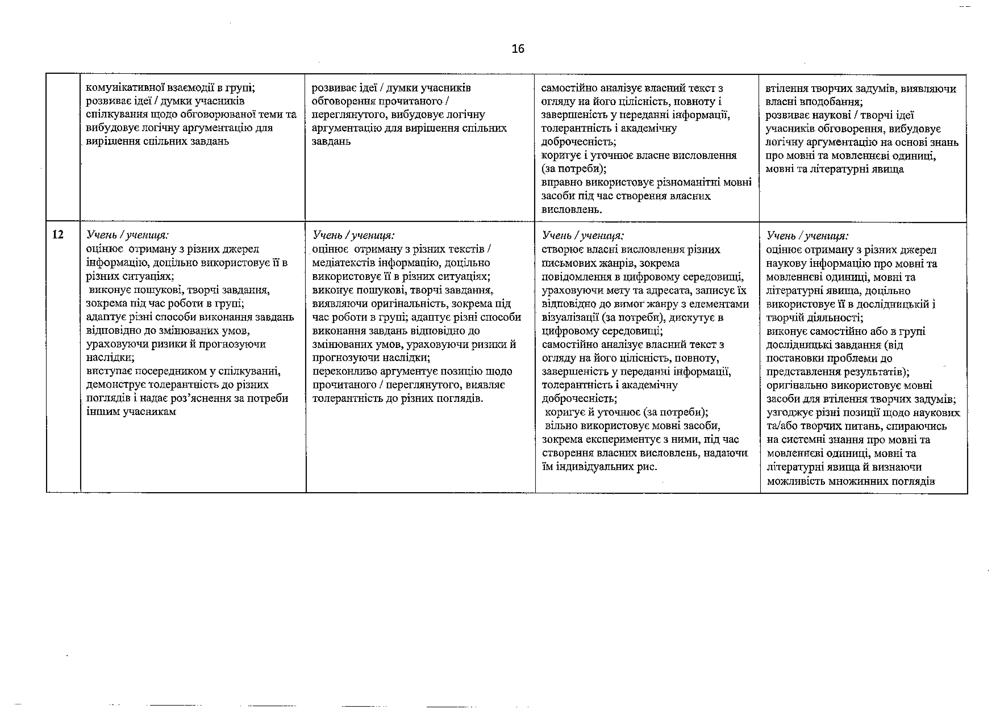 16
комунікативної взаємодії в групі;
розвиває ідеї / думки учасників
спілкування щодо обговорюваної теми та
вибудовує логічну аргументацію для
вирішення спільних завдань
розвиває ідеї / думки учасників
обговорення прочитаного /
переглянутого, вибудовує логічну
аргументацію для вирішення спільних
завдань
самостійно аналізує власний текст з
огляду на його цілісність, повноту і
завершеність у переданні інформації,
толерантність і академічну
доброчесність;
коригує і уточнює власне висловлення
(за потреби);
вправно використовує різноманітні мовні
засоби під час створення власних
висловлень.
втілення творчих задумів, виявляючи
власні вподобання;
розвиває наукові / творчі ідеї
учасників обговорення, вибудовує
логічну аргументацію на основі знань
про мовні та мовленнєві одиниці,
мовні та літературні явища
12
Учень / учениця:
оцінює отриману з різних джерел
інформацію, доцільно використовує її в
різних ситуаціях;
виконує пошукові, творчі завдання,
зокрема під час роботи в групі;
адаптує різні способи виконання завдань
відповідно до змінюваних умов,
ураховуючи ризики й прогнозуючи
наслідки;
виступає посередником у спілкуванні,
демонструє толерантність до різних
поглядів і надає роз’яснення за потреби
іншим учасникам
Учень / учениця:
оцінює отриману з різних текстів /
медіатекстів інформацію, доцільно
використовує її в різних ситуаціях;
виконує пошукові, творчі завдання,
виявляючи оригінальність, зокрема під
час роботи в групі; адаптує різні способи
виконання завдань відповідно до
змінюваних умов, ураховуючи ризики й
прогнозуючи наслідки;
переконливо аргументує позицію щодо
прочитаного / переглянутого, виявляє
толерантність до різних поглядів.
Учень / учениця:
створює власні висловлення різних
письмових жанрів, зокрема
повідомлення в цифровому середовищі,
ураховуючи мету та адресата, записує їх
відповідно до вимог жанру з елементами
візуалізації (за потреби), дискутує в
цифровому середовищі;
самостійно аналізує власний текст з
огляду на його цілісність, повноту,
завершеність у переданні інформації,
толерантність і академічну
доброчесність;
коригує й уточнює (за потреби);
вільно використовує мовні засоби,
зокрема експериментує з ними, під час
створення власних висловлень, надаючи
їм індивідуальних рис.
Учень / учениця:
оцінює отриману з різних джерел
наукову інформацію про мовні та
мовленнєві одиниці, мовні та
літературні явища, доцільно
використовує її в дослідницькій і
творчій діяльності;
виконує самостійно або в групі
дослідницькі завдання (від
постановки проблеми до
представлення результатів);
оригінально використовує мовні
засоби для втілення творчих задумів;
узгоджує різні позиції щодо наукових
та/або творчих питань, спираючись
на системні знання про мовні та
мовленнєві одиниці, мовні та
літературні явища й визнаючи
можливість множинних поглядів